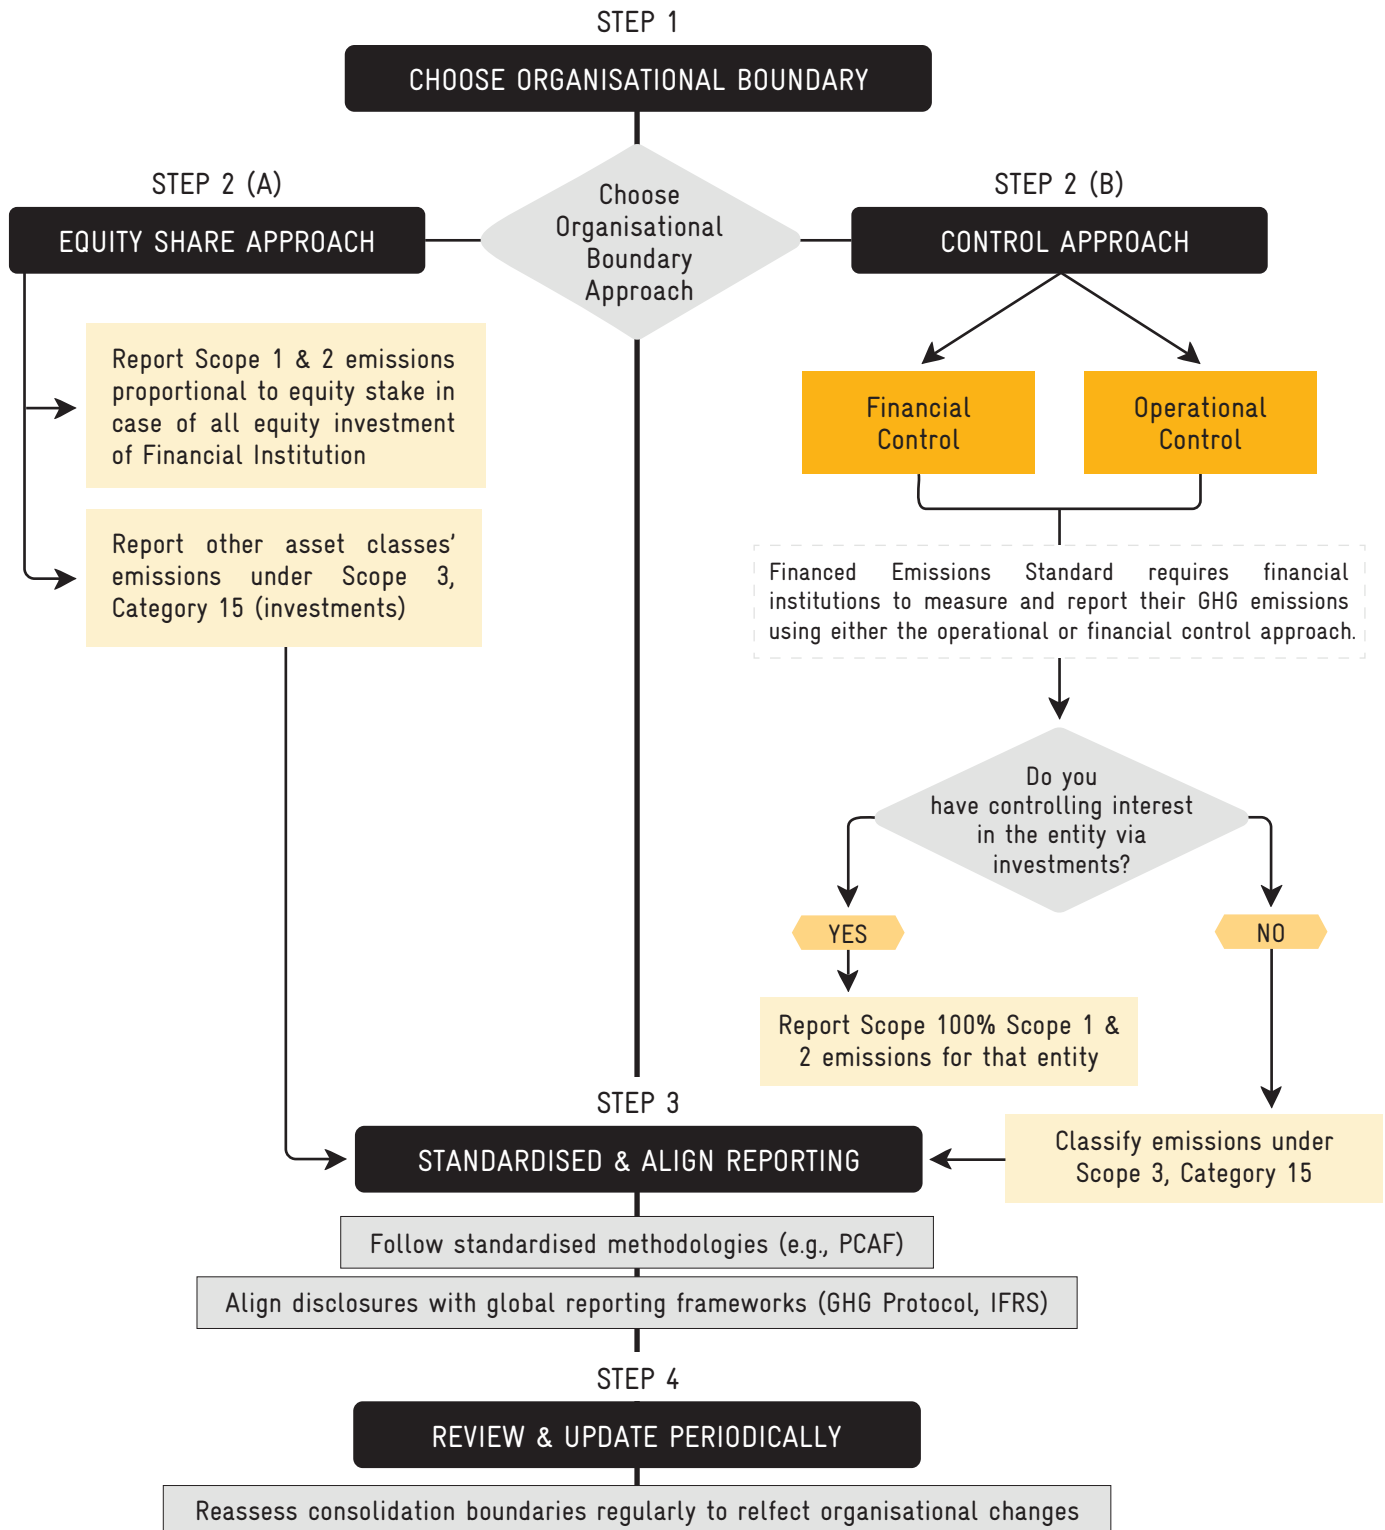 STEP 1
CHOOSE ORGANISATIONAL BOUNDARY
Choose
Organisational
Boundary
Approach
STEP 2 (A)
EQUITY SHARE APPROACH
Report Scope 1 & 2 emissions
proportional to equity stake in
case of all equity investment
of Financial Institution
Report other asset classes'
emissions under Scope 3,
Category 15 (investments)
STEP 2 (B)
CONTROL APPROACH
Financial
Control
Operational
Control
Financed Emissions Standard requires financial
institutions to measure and report their GHG emissions
using either the operational or financial control approach.
Do you
have controlling interest
in the entity via
investments?
YES
NO
Report Scope 100% Scope 1 &
2 emissions for that entity
Classify emissions under
Scope 3, Category 15
STEP 3
STANDARDISED & ALIGN REPORTING
Follow standardised methodologies (e.g., PCAF)
Align disclosures with global reporting frameworks (GHG Protocol, IFRS)
STEP 4
REVIEW & UPDATE PERIODICALLY
Reassess consolidation boundaries regularly to relfect organisational changes